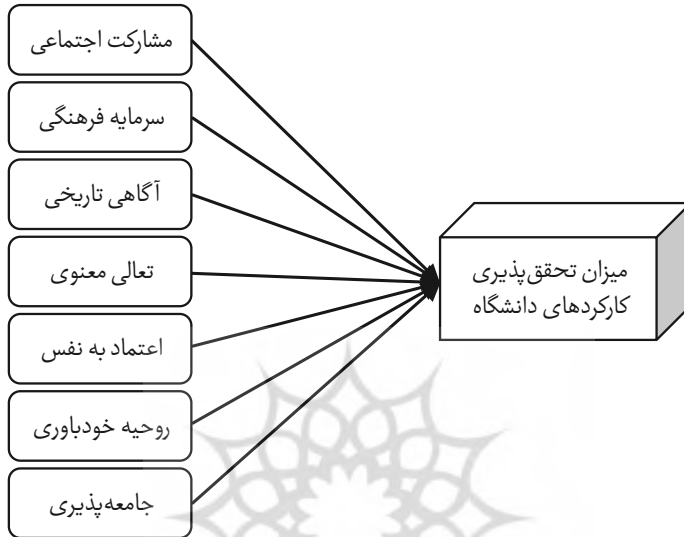 مشارکت اجتماعی
سرمایه فرهنگی
آگاهی تاریخی
تعالی معنوی
اعتماد به نفس
روحیه خودباوری
جامعه‌پذیری
میزان تحقق‌پذیری
کارکردهای دانشگاه